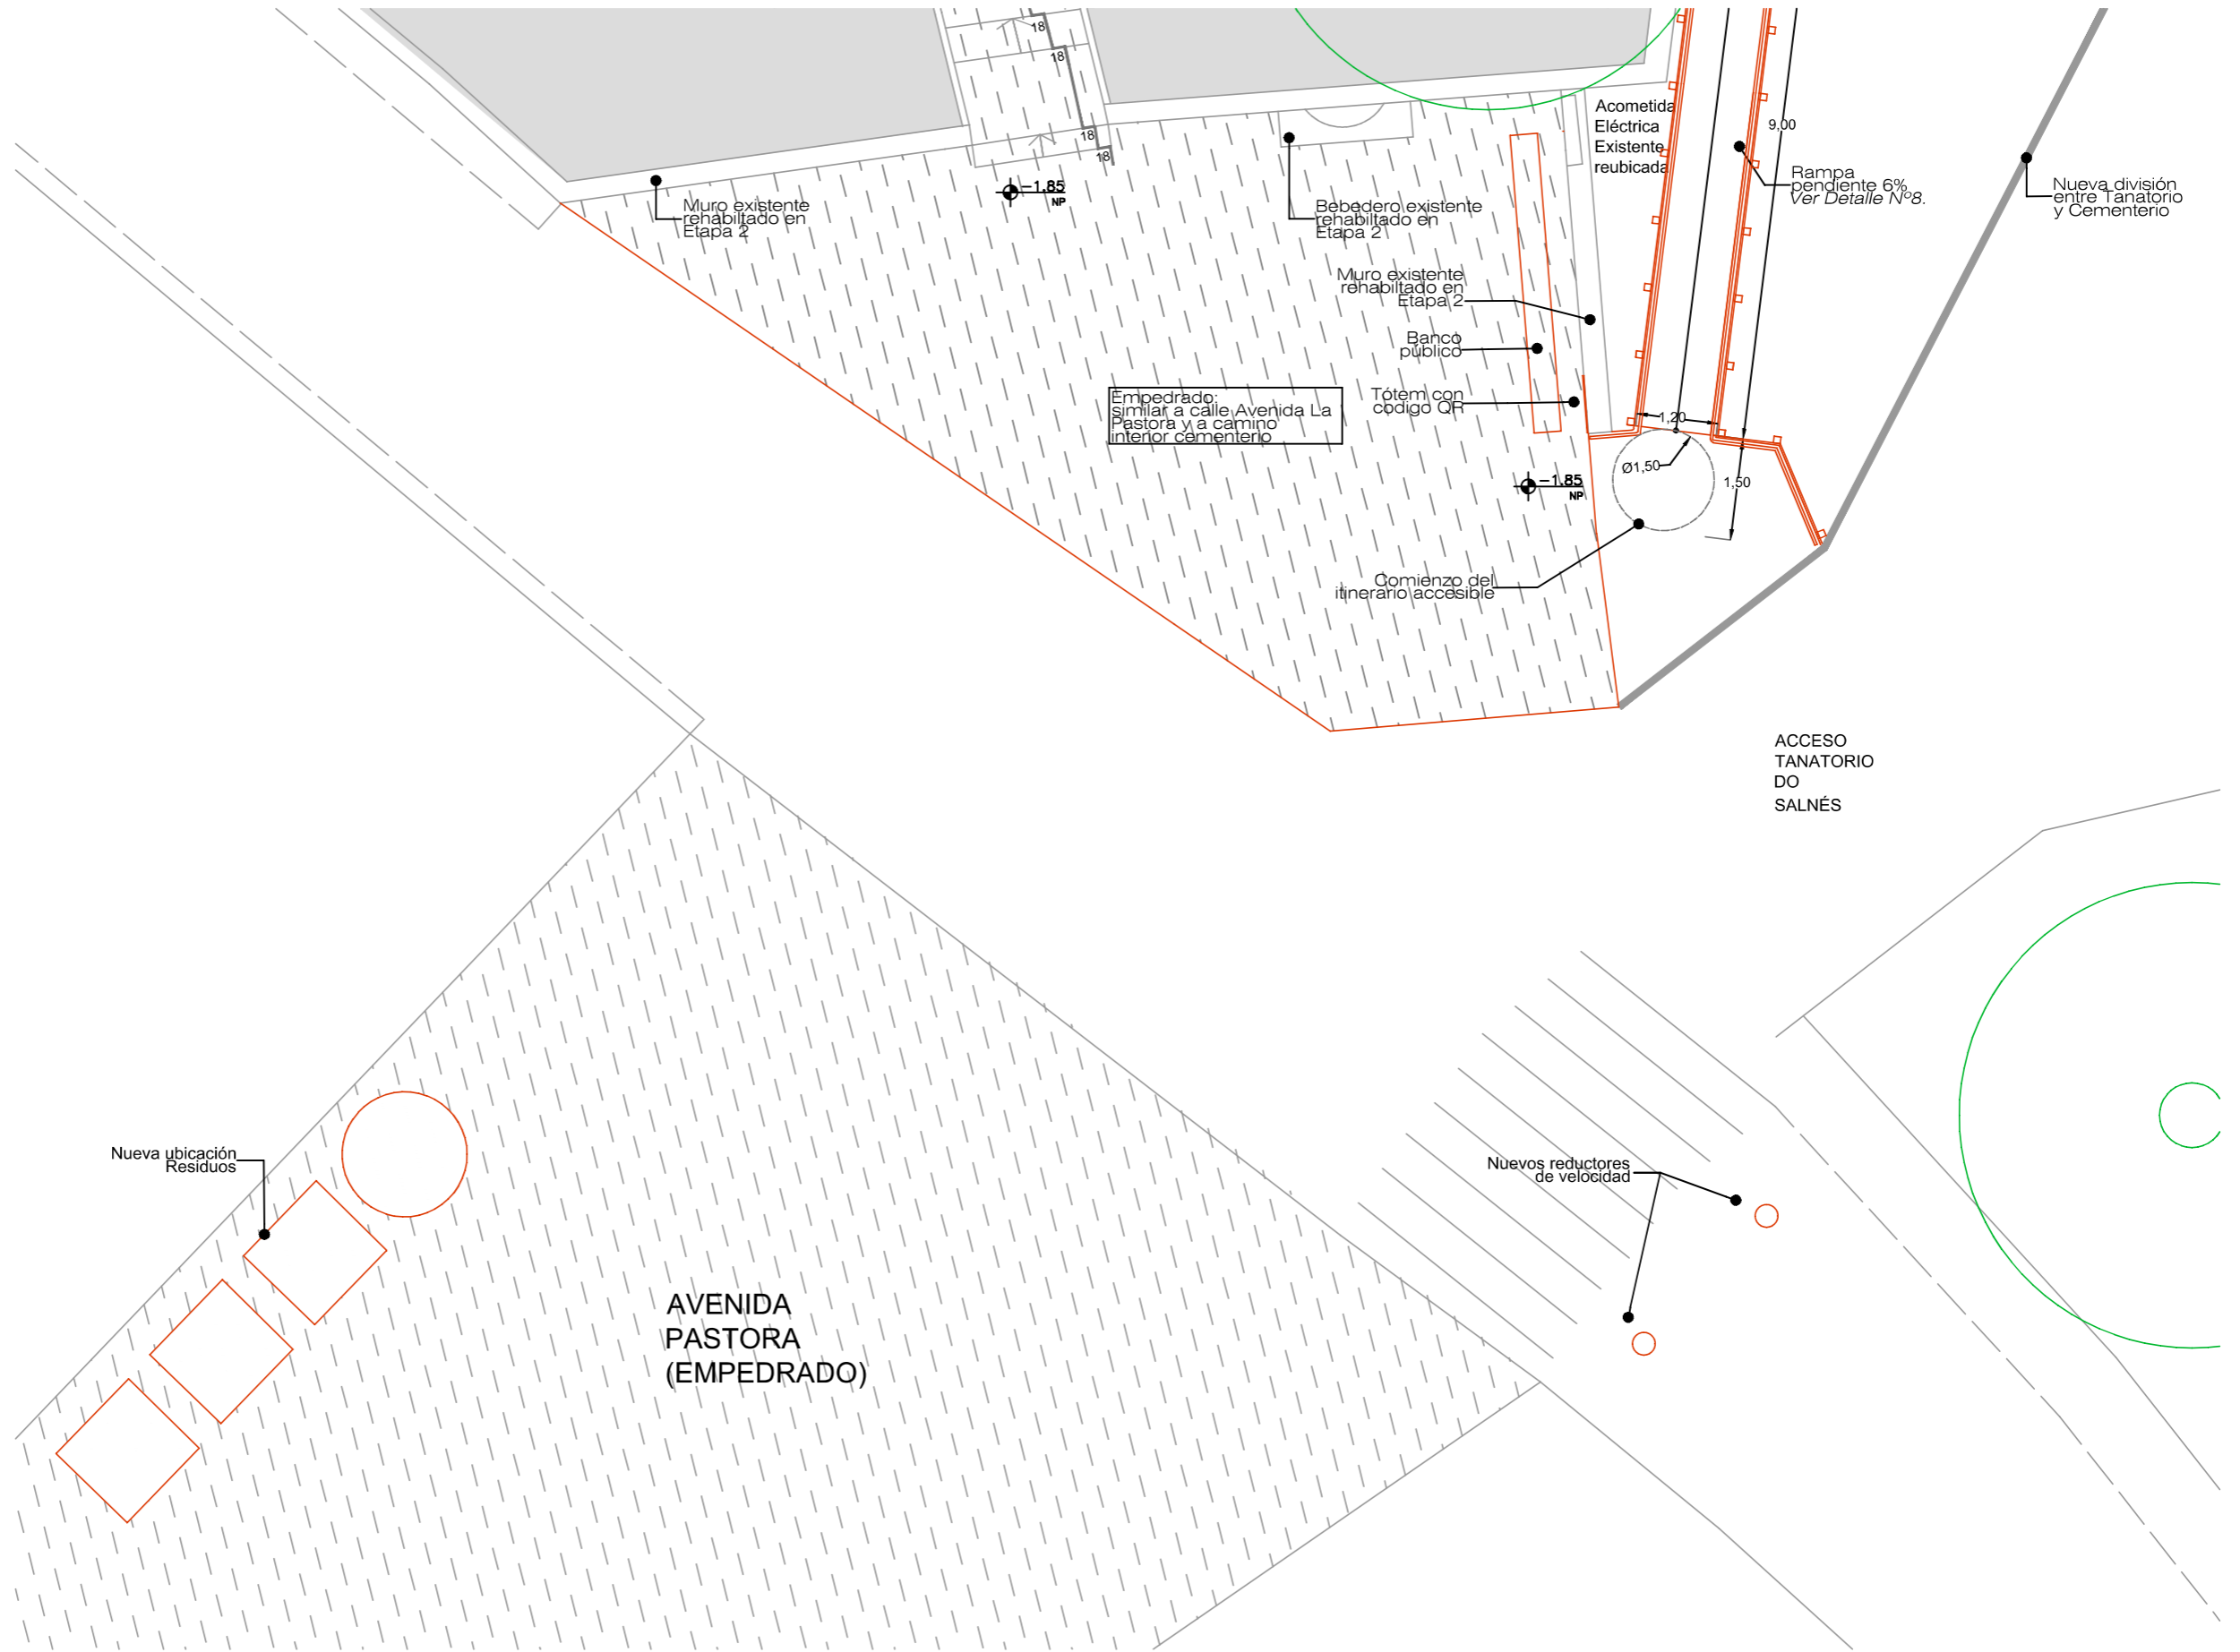 18
18
18
18
Acometida
Eléctrica
Existente
reubicada
9,00
Rampa
pendiente 6%
Ver Detalle Nº8.
Nueva división
entre Tanatorio
y Cementerio
Muro existente
rehabiltado en
Etapa 2
-1.85
NP
Bebedero existente
rehabiltado en
Etapa 2
Muro existente
rehabiltado en
Etapa 2
Banco
público
Tótem con
código QR
Empedrado:
similar a calle Avenida La
Pastora y a camino
interior cementerio
1,20
Ø1,50
1,50
-1.85
NP
Comienzo del
itinerario accesible
ACCESO
TANATORIO
DO
SALNÉS
Nueva ubicación
Residuos
Nuevos reductores
de velocidad
AVENIDA
PASTORA
(EMPEDRADO)